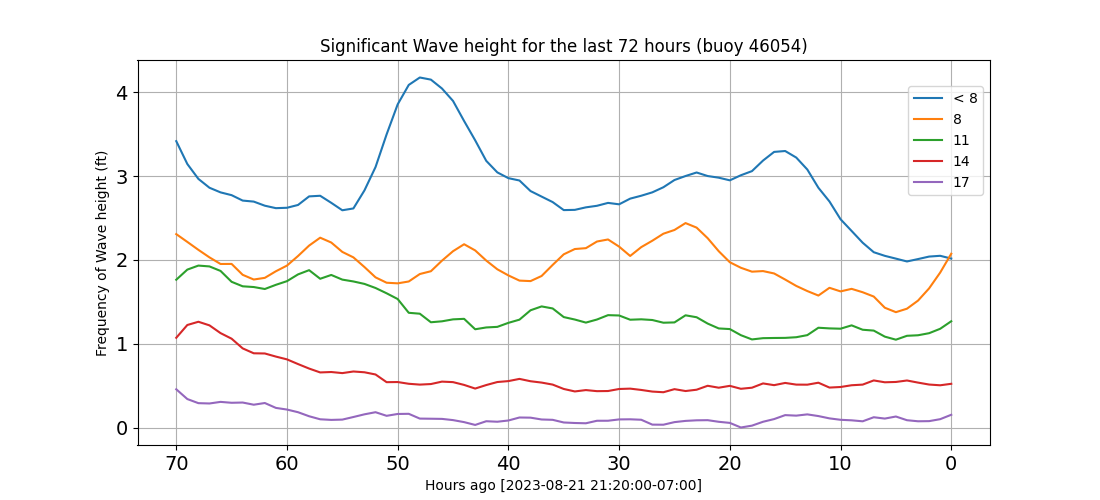 Significant Wave height for the last 72 hours (buoy 46054)
Frequency of Wave height (ft)
4
3
2
1
0
< 8
8
11
14
17
70 60 50 40 30 20 10 0
Hours ago [2023-08-21 21:20:00-07:00]